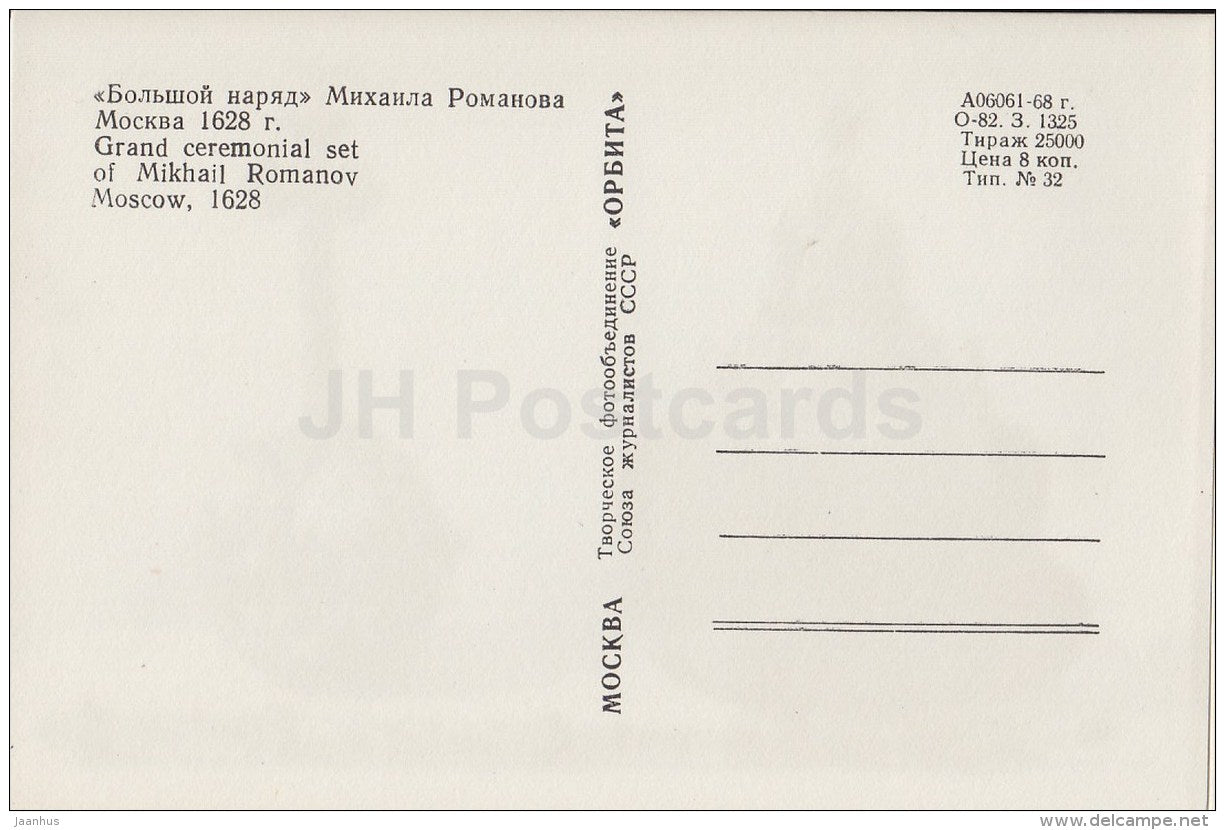 «Большой наряд» Михаила Романова
Москва 1628 г.
Grand ceremonial set
of Mikhail Romanov
Moscow, 1628
МОСКВА Творческое фотообъединение «ОРБИТА»
Союза журналистов СССР
А06061-68 г.
О-82. З. 1325
Тираж 25000
Цена 8 коп.
Тип. № 32
JH Postcards
Jaanhus
www.delcampe.net